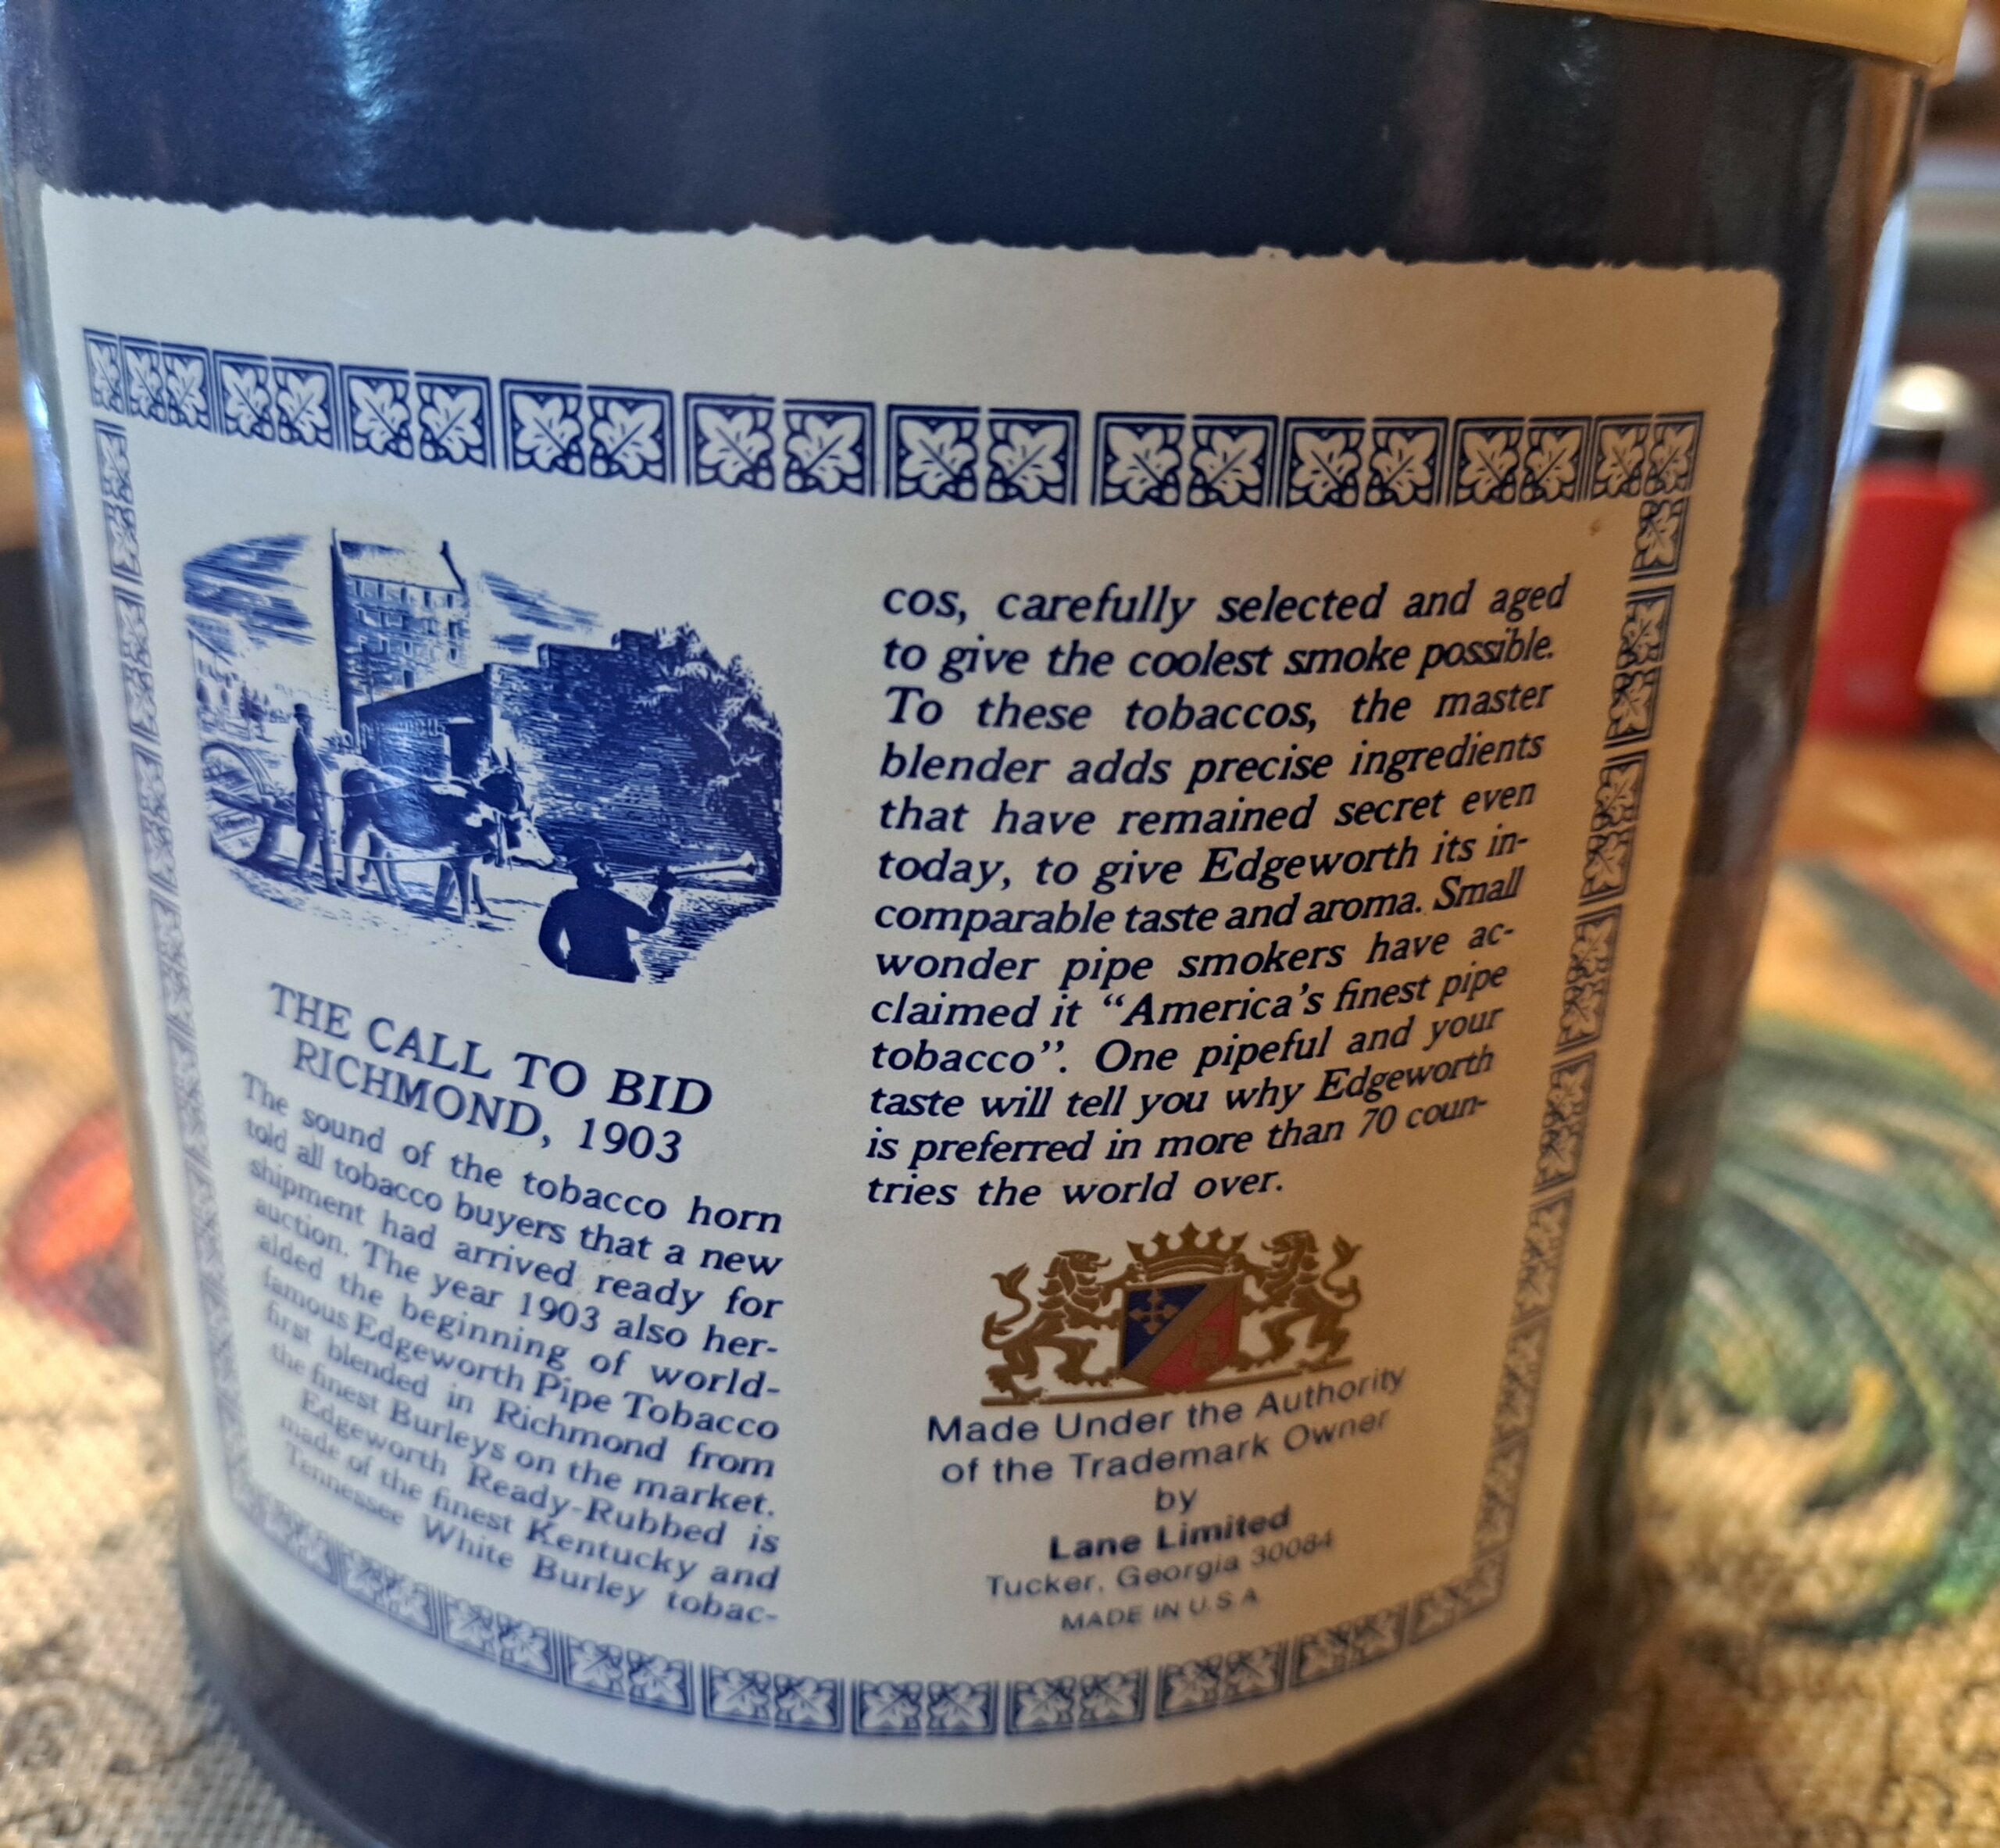 THE CALL TO BID
RICHMOND, 1903
The sound of the tobacco horn
told all tobacco buyers that a new
shipment had arrived ready for
auction. The year 1903 also her-
alded the beginning of world-
famous Edgeworth Pipe Tobacco
first blended in Richmond from
the finest Burleys on the market.
Edgeworth Ready-Rubbed is
made of the finest Kentucky and
Tennessee White Burley tobac-
cos, carefully selected and aged
to give the coolest smoke possible.
To these tobaccos, the master
blender adds precise ingredients
that have remained secret even
today, to give Edgeworth its in-
comparable taste and aroma. Small
wonder pipe smokers have ac-
claimed it “America’s finest pipe
tobacco”. One pipeful and your
taste will tell you why Edgeworth
is preferred in more than 70 coun-
tries the world over.
Made Under the Authority
of the Trademark Owner
by
Lane Limited
Tucker, Georgia 30084
MADE IN U.S.A.